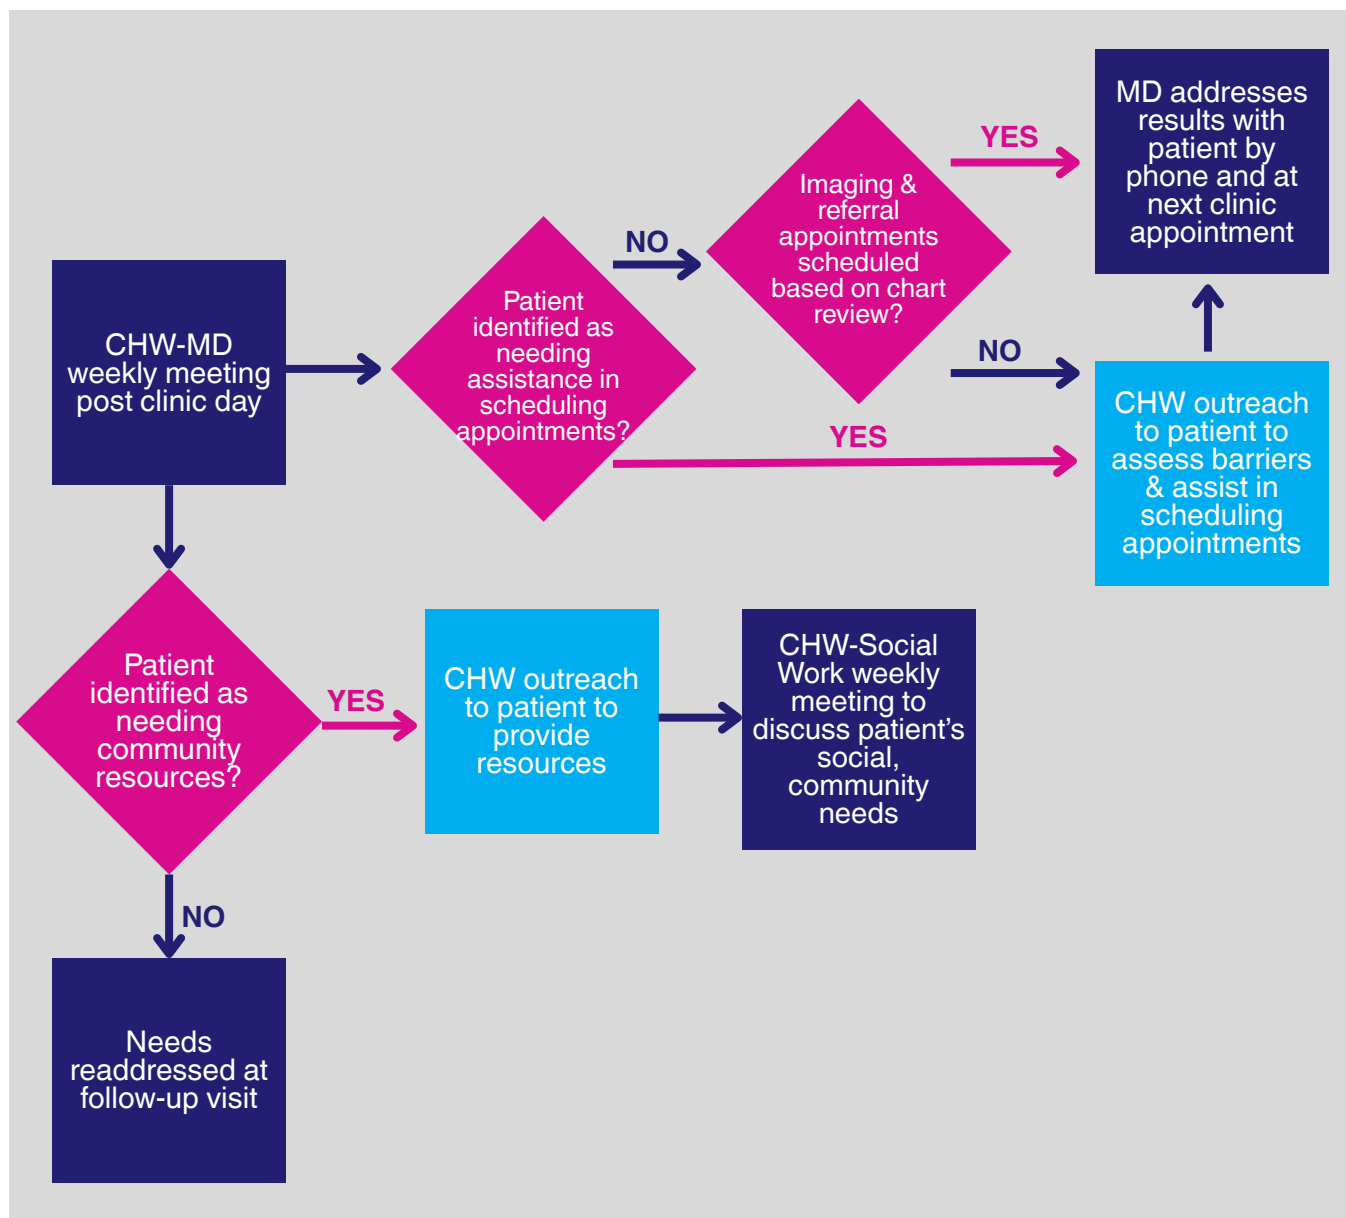 CHW-MD
weekly meeting
post clinic day
Patient
identified as
needing
assistance in
scheduling
appointments?
NO
Imaging &
referral
appointments
scheduled
based on chart
review?
YES
MD addresses
results with
patient by
phone and at
next clinic
appointment
NO
YES
CHW outreach
to patient to
assess barriers
& assist in
scheduling
appointments
Patient
identified as
needing
community
resources?
YES
CHW outreach
to patient to
provide
resources
CHW-Social
Work weekly
meeting to
discuss patient’s
social,
community
needs
NO
Needs
readdressed at
follow-up visit